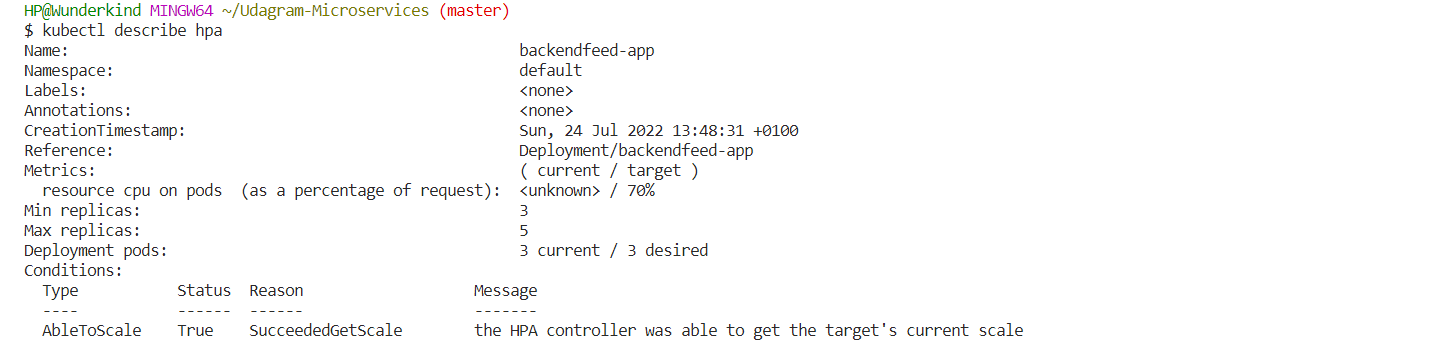 HP@Wunderkind MINGW64 ~/Udagram-Microservices (master)
$ kubectl describe hpa
Name:                                                  backendfeed-app
Namespace:                                             default
Labels:                                                <none>
Annotations:                                           <none>
CreationTimestamp:                                     Sun, 24 Jul 2022 13:48:31 +0100
Reference:                                             Deployment/backendfeed-app
Metrics:                                               ( current / target )
  resource cpu on pods  (as a percentage of request):  <unknown> / 70%
Min replicas:                                          3
Max replicas:                                          5
Deployment pods:                                       3 current / 3 desired
Conditions:
  Type           Status  Reason                   Message
  ----           ------  ------                   -------
  AbleToScale    True    SucceededGetScale        the HPA controller was able to get the target's current scale